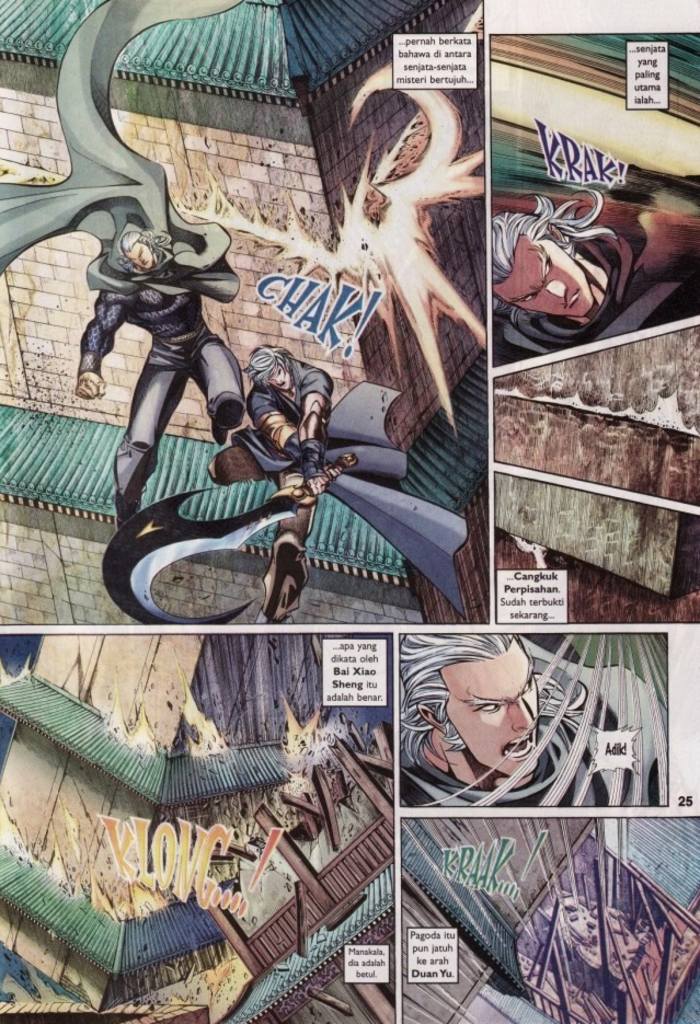 ...pernah berkata
bahawa di antara
senjata-senjata
misteri bertujuh...
CHAK!
...senjata
yang
paling
utama
ialah...
KRAK!
...Cangkuk
Perpisahan.
Sudah terbukti
sekarang...
...apa yang
dikata oleh
Bai Xiao
Sheng itu
adalah benar.
KLONG....!
Manakala,
dia adalah
betul.
Adik!
25
KRAAK....!
Pagoda itu
pun jatuh
ke arah
Duan Yu.